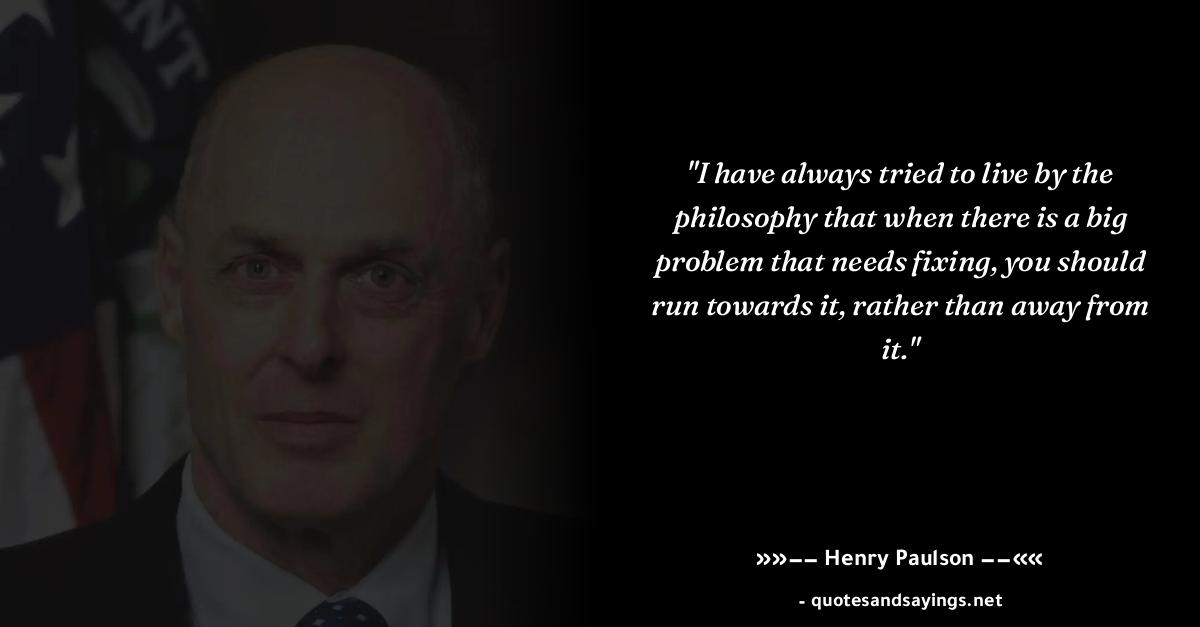 NT
"I have always tried to live by the
philosophy that when there is a big
problem that needs fixing, you should
run towards it, rather than away from
it."
»»−− Henry Paulson −−««
- quotesandsayings.net